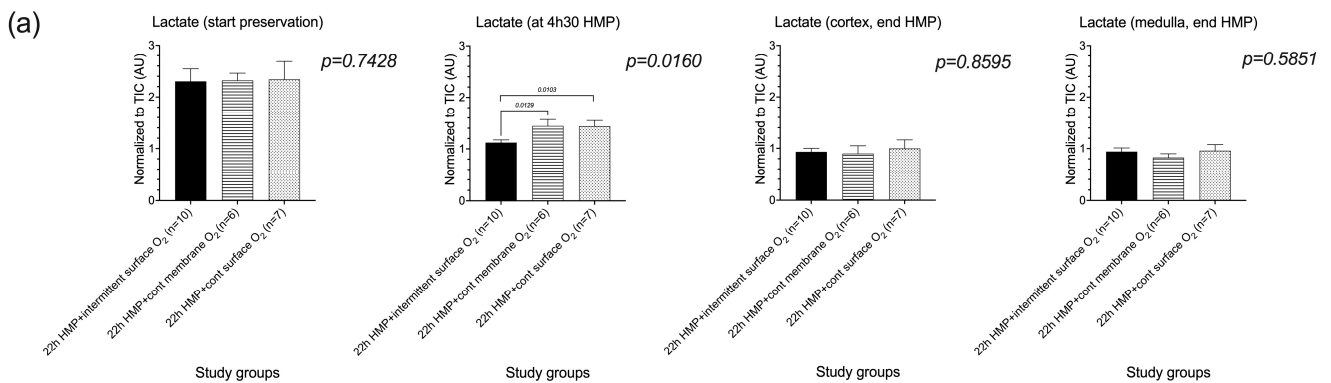 (a)
Lactate (start preservation)
p=0.7428
Normalized to TIC (AU)
3
2
1
0
22h HMP+intermittent surface O₂ (n=10)
22h HMP+cont membrane O₂ (n=6)
22h HMP+cont surface O₂ (n=7)
Study groups
Lactate (at 4h30 HMP)
p=0.0160
Normalized to TIC (AU)
3
2
1
0
0.0103
0.0129
22h HMP+intermittent surface O₂ (n=10)
22h HMP+cont membrane O₂ (n=6)
22h HMP+cont surface O₂ (n=7)
Study groups
Lactate (cortex, end HMP)
p=0.8595
Normalized to TIC (AU)
3
2
1
0
22h HMP+intermittent surface O₂ (n=10)
22h HMP+cont membrane O₂ (n=6)
22h HMP+cont surface O₂ (n=7)
Study groups
Lactate (medulla, end HMP)
p=0.5851
Normalized to TIC (AU)
3
2
1
0
22h HMP+intermittent surface O₂ (n=10)
22h HMP+cont membrane O₂ (n=6)
22h HMP+cont surface O₂ (n=7)
Study groups